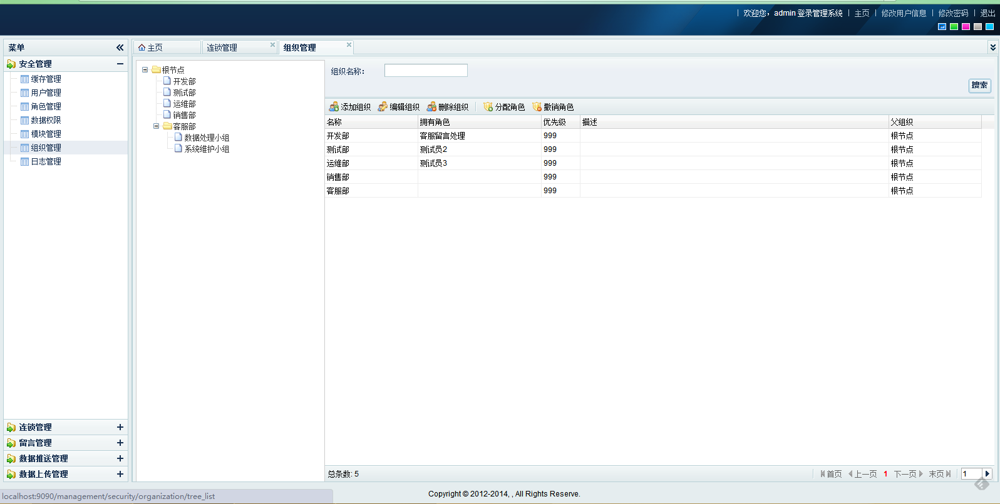 欢迎您，admin 登录管理系统 | 主页 | 修改用户信息 | 修改密码 | 退出
菜单
主页 连锁管理 组织管理
安全管理
缓存管理
用户管理
角色管理
数据权限
模块管理
组织管理
日志管理
连锁管理
留言管理
数据推送管理
数据上传管理
根节点
开发部
测试部
运维部
销售部
客服部
数据处理小组
系统维护小组
组织名称：
搜索
添加组织 编辑组织 删除组织 分配角色 撤销角色
名称 拥有角色 优先级 描述 父组织
开发部 客服留言处理 999 根节点
测试部 测试员2 999 根节点
运维部 测试员3 999 根节点
销售部 999 根节点
客服部 999 根节点
总条数: 5 首页 上一页 1 下一页 末页 1
localhost:9090/management/security/organization/tree_list
Copyright © 2012-2014, , All Rights Reserve.